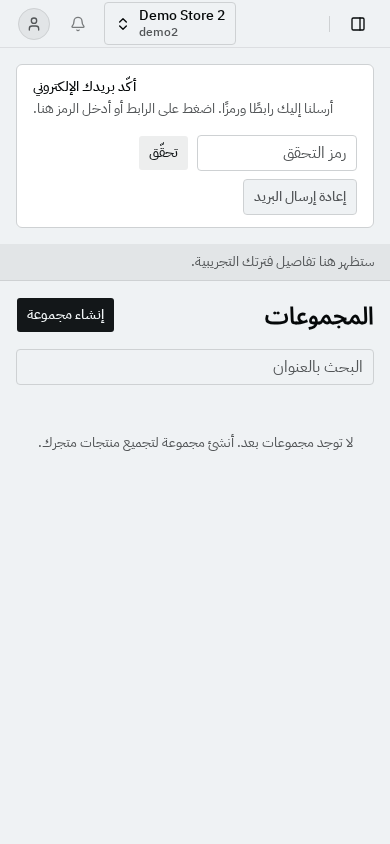 Demo Store 2
demo2
أكّد بريدك الإلكتروني
أرسلنا إليك رابطًا ورمزًا. اضغط على الرابط أو أدخل الرمز هنا.
رمز التحقق
تحقّق
إعادة إرسال البريد
ستظهر هنا تفاصيل فترتك التجريبية.
المجموعات
إنشاء مجموعة
البحث بالعنوان
لا توجد مجموعات بعد. أنشئ مجموعة لتجميع منتجات متجرك.